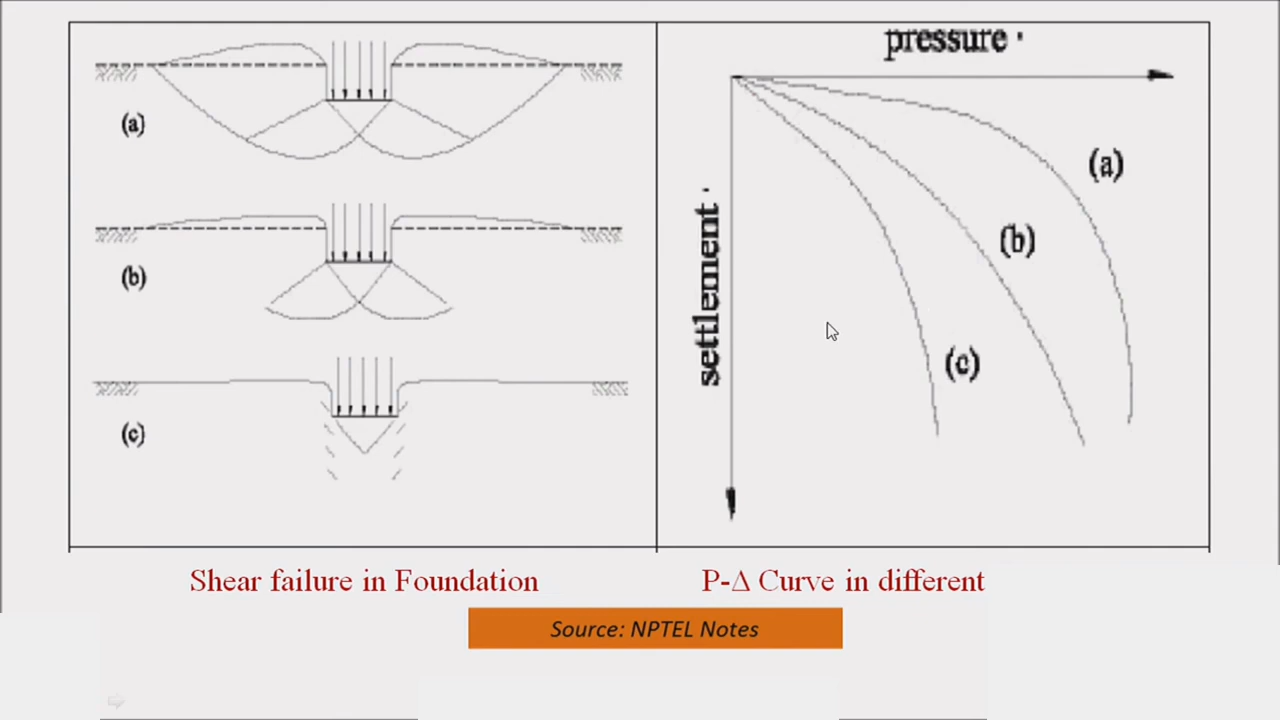 (a)
(b)
(c)
pressure
settlement
(a)
(b)
(c)
Shear failure in Foundation
P-Δ Curve in different
Source: NPTEL Notes